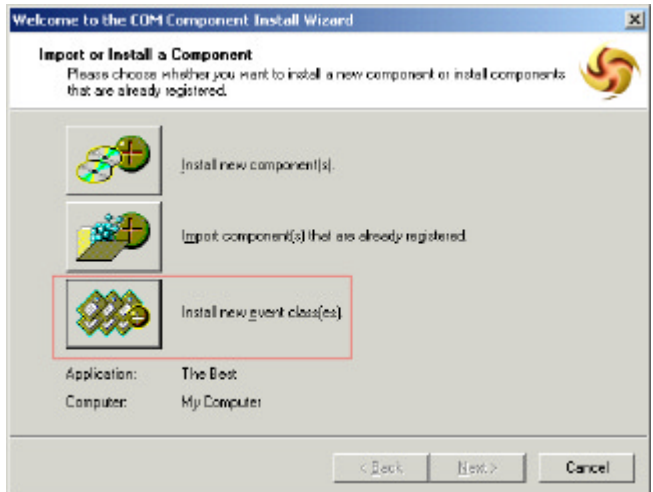 Welcome to the COM Component Install Wizard
Import or Install a Component
Please choose whether you want to install a new component or install components
that are already registered.
Install new component(s).
Import component(s) that are already registered.
Install new event class(es).
Application: The Best
Computer: My Computer
< Back Next > Cancel